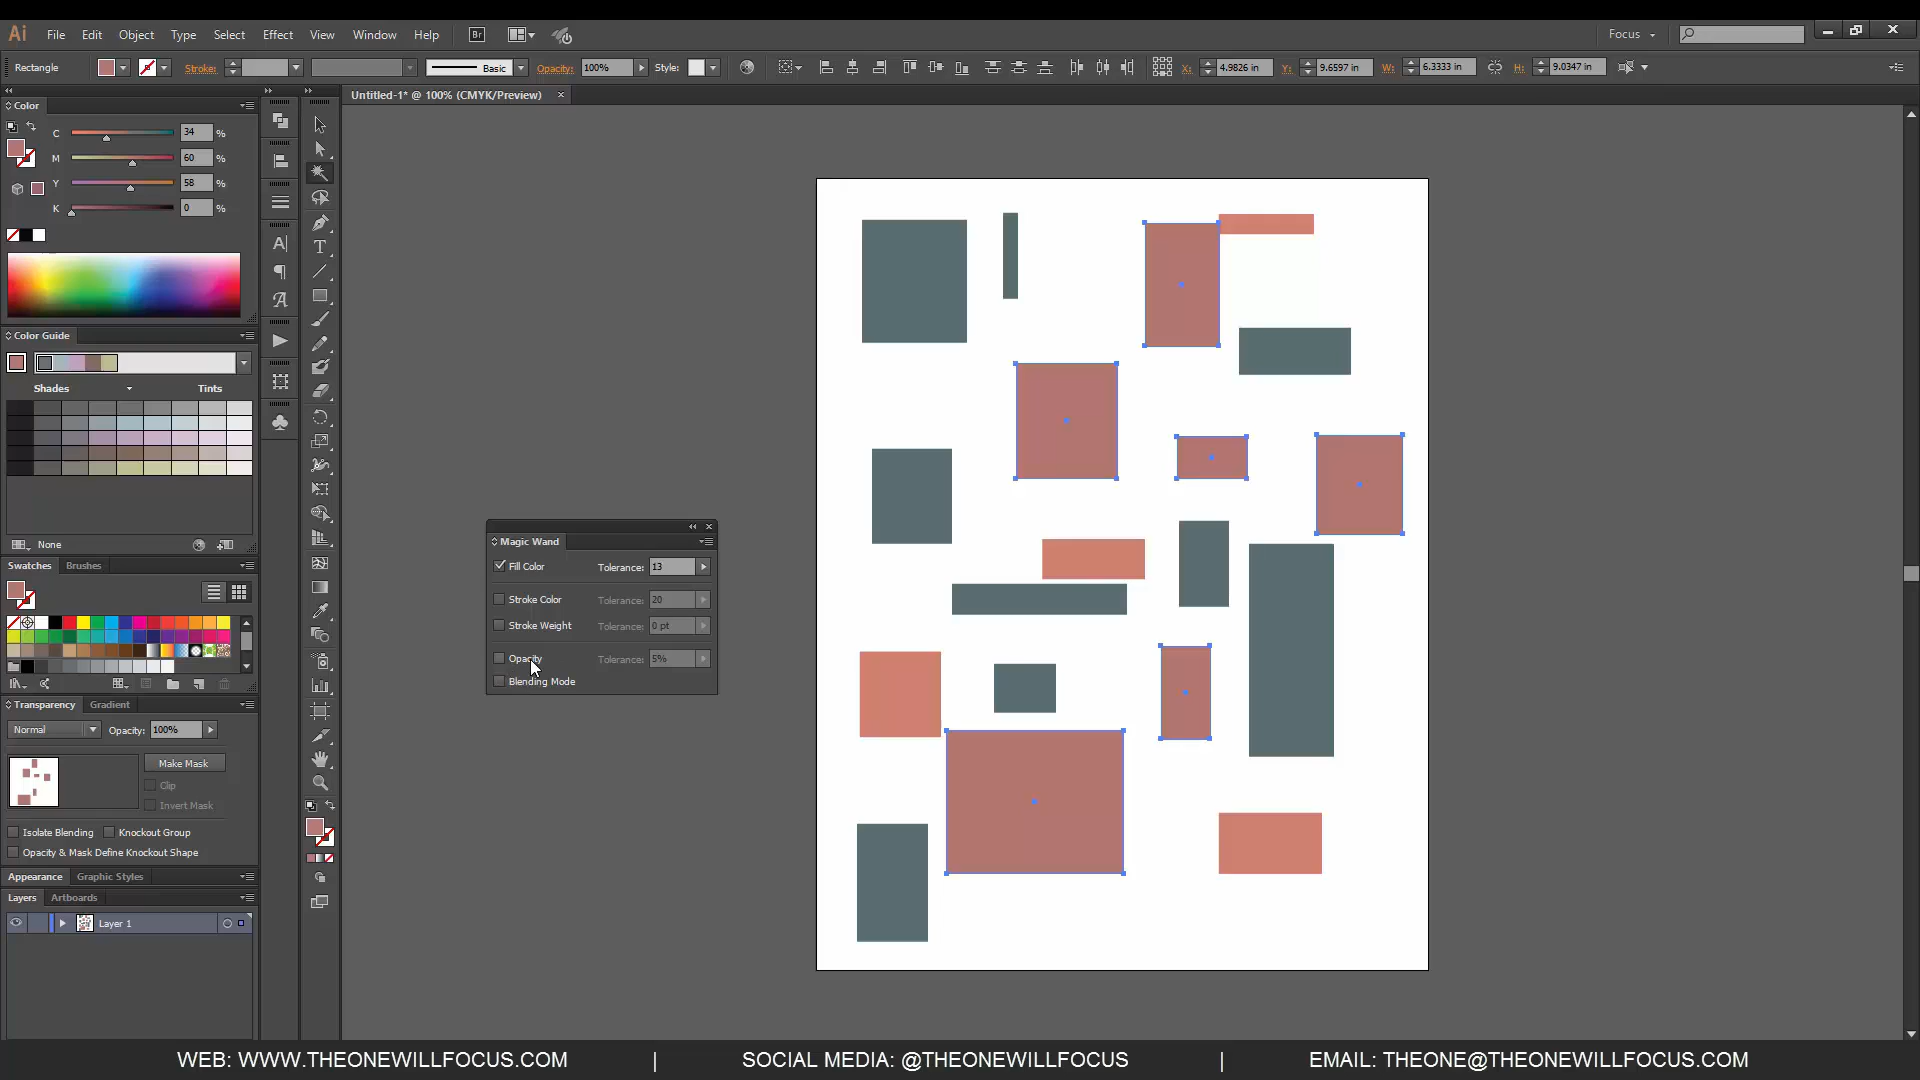 Ai File Edit Object Type Select Effect View Window Help Br Focus
Rectangle Stroke: Basic Opacity: 100% Style: X: 4.9826 in Y: 9.6597 in W: 6.3333 in H: 9.0347 in
Untitled-1* @ 100% (CMYK/Preview)
Color
C 34 %
M 60 %
Y 58 %
K 0 %
Color Guide
Shades Tints
None
Swatches Brushes
Transparency Gradient
Normal Opacity: 100%
Make Mask
Clip
Invert Mask
Isolate Blending Knockout Group
Opacity & Mask Define Knockout Shape
Appearance Graphic Styles
Layers Artboards
Layer 1
Magic Wand
Fill Color Tolerance: 13
Stroke Color Tolerance: 20
Stroke Weight Tolerance: 0 pt
Opacity Tolerance: 5%
Blending Mode
WEB: WWW.THEONEWILLFOCUS.COM | SOCIAL MEDIA: @THEONEWILLFOCUS | EMAIL: THEONE@THEONEWILLFOCUS.COM